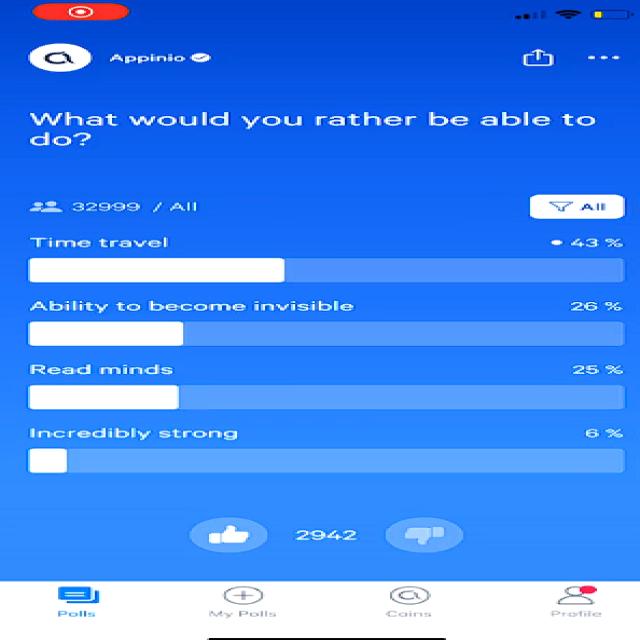 Appinio
What would you rather be able to
do?
32999 / All
All
Time travel
• 43 %
Ability to become invisible
26 %
Read minds
25 %
Incredibly strong
6 %
2942
Polls
My Polls
Coins
Profile